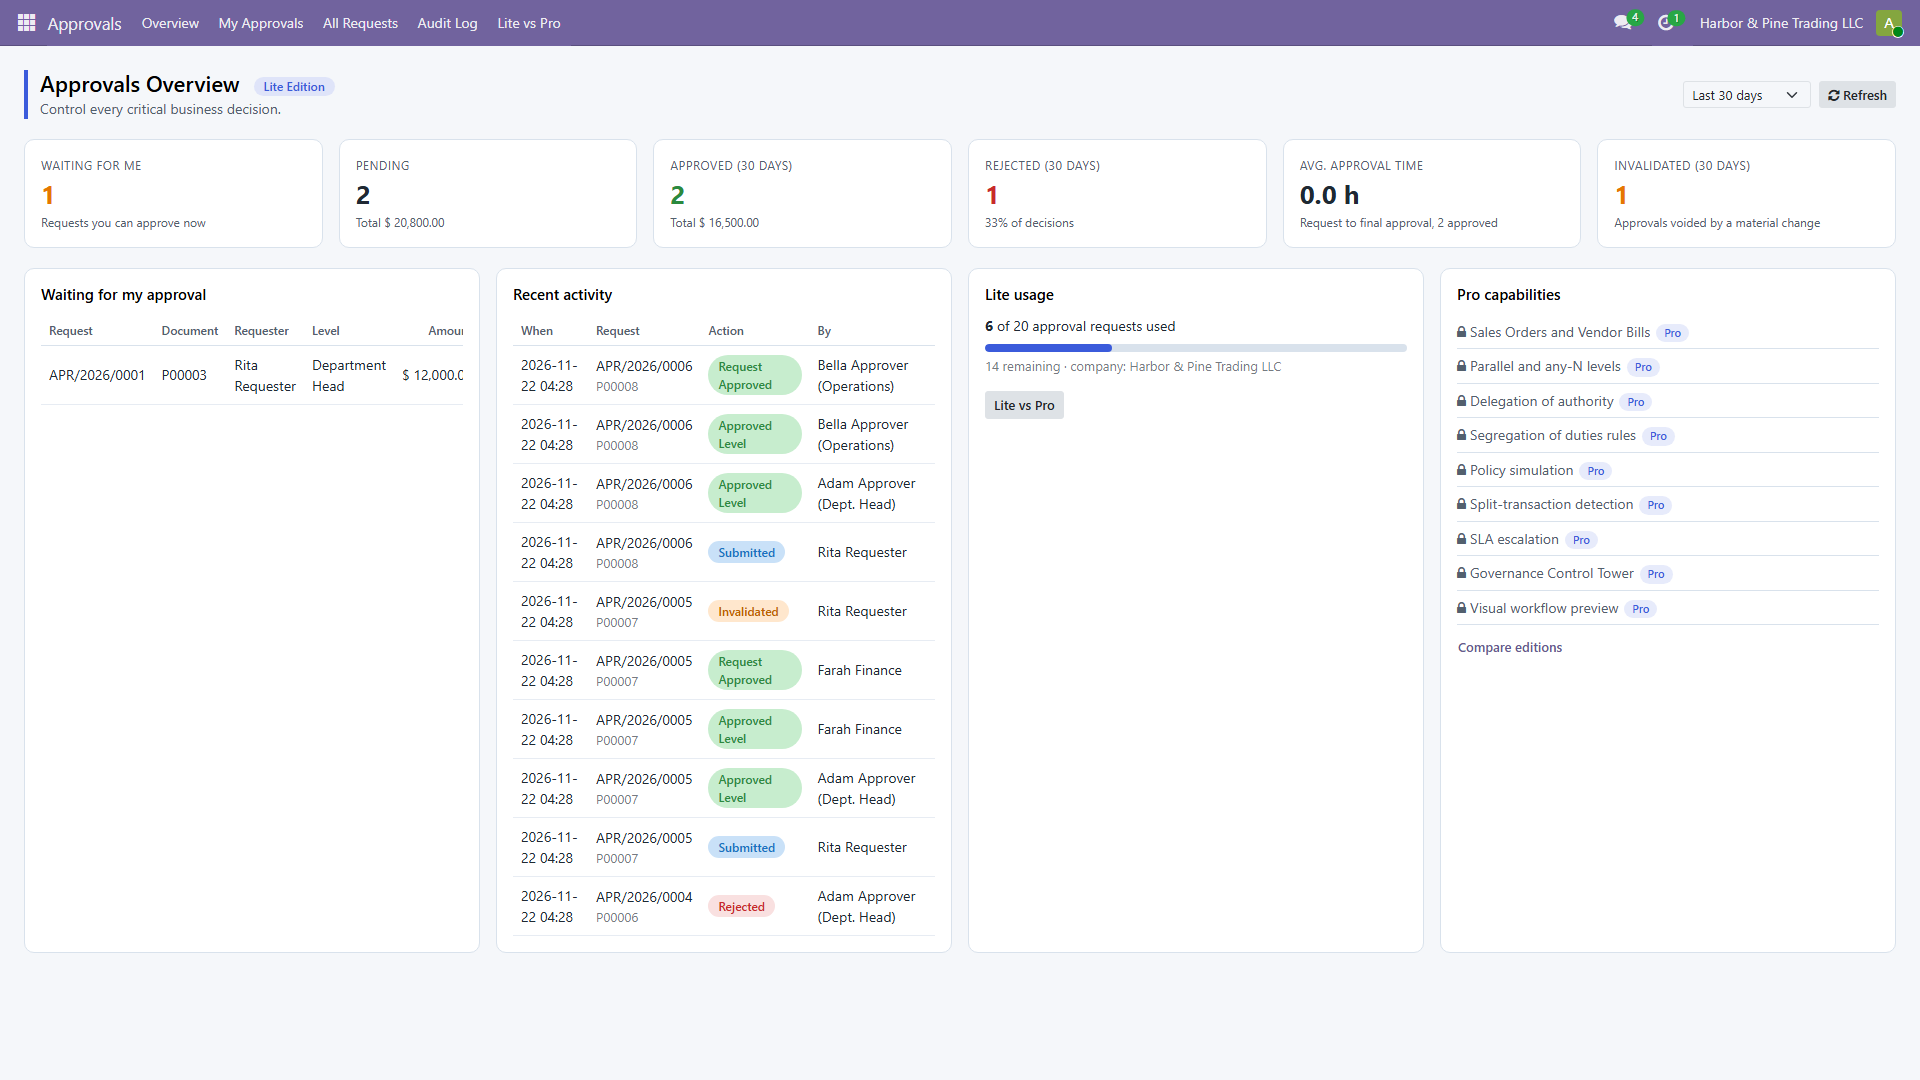 Approvals Overview My Approvals All Requests Audit Log Lite vs Pro 4 1 Harbor & Pine Trading LLC A
Approvals Overview Lite Edition
Control every critical business decision.
Last 30 days Refresh
WAITING FOR ME
1
Requests you can approve now
PENDING
2
Total $ 20,800.00
APPROVED (30 DAYS)
2
Total $ 16,500.00
REJECTED (30 DAYS)
1
33% of decisions
AVG. APPROVAL TIME
0.0 h
Request to final approval, 2 approved
INVALIDATED (30 DAYS)
1
Approvals voided by a material change
Waiting for my approval
Request Document Requester Level Amou
APR/2026/0001 P00003 Rita Requester Department Head $ 12,000.0
Recent activity
When Request Action By
2026-11-22 04:28 APR/2026/0006 P00008 Request Approved Bella Approver (Operations)
2026-11-22 04:28 APR/2026/0006 P00008 Approved Level Bella Approver (Operations)
2026-11-22 04:28 APR/2026/0006 P00008 Approved Level Adam Approver (Dept. Head)
2026-11-22 04:28 APR/2026/0006 P00008 Submitted Rita Requester
2026-11-22 04:28 APR/2026/0005 P00007 Invalidated Rita Requester
2026-11-22 04:28 APR/2026/0005 P00007 Request Approved Farah Finance
2026-11-22 04:28 APR/2026/0005 P00007 Approved Level Farah Finance
2026-11-22 04:28 APR/2026/0005 P00007 Approved Level Adam Approver (Dept. Head)
2026-11-22 04:28 APR/2026/0005 P00007 Submitted Rita Requester
2026-11-22 04:28 APR/2026/0004 P00006 Rejected Adam Approver (Dept. Head)
Lite usage
6 of 20 approval requests used
14 remaining · company: Harbor & Pine Trading LLC
Lite vs Pro
Pro capabilities
Sales Orders and Vendor Bills Pro
Parallel and any-N levels Pro
Delegation of authority Pro
Segregation of duties rules Pro
Policy simulation Pro
Split-transaction detection Pro
SLA escalation Pro
Governance Control Tower Pro
Visual workflow preview Pro
Compare editions